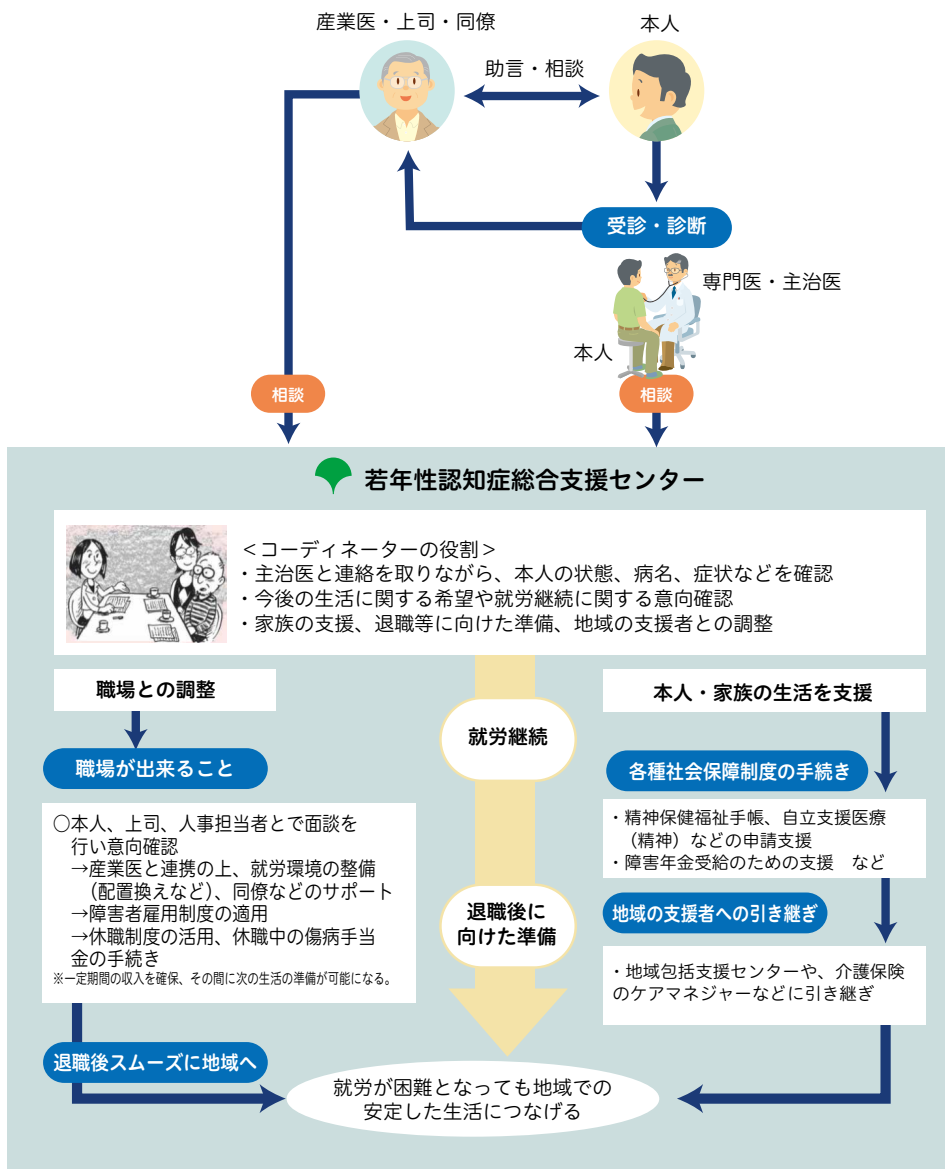 産業医・上司・同僚
本人
助言・相談
受診・診断
専門医・主治医
本人
相談
相談
若年性認知症総合支援センター
＜コーディネーターの役割＞
・主治医と連絡を取りながら、本人の状態、病名、症状などを確認
・今後の生活に関する希望や就労継続に関する意向確認
・家族の支援、退職等に向けた準備、地域の支援者との調整
職場との調整
職場が出来ること
○本人、上司、人事担当者とで面談を
行い意向確認
→産業医と連携の上、就労環境の整備
（配置換えなど）、同僚などのサポート
→障害者雇用制度の適用
→休職制度の活用、休職中の傷病手当
金の手続き
※一定期間の収入を確保、その間に次の生活の準備が可能になる。
退職後スムーズに地域へ
就労継続
退職後に
向けた準備
本人・家族の生活を支援
各種社会保障制度の手続き
・精神保健福祉手帳、自立支援医療
（精神）などの申請支援
・障害年金受給のための支援　など
地域の支援者への引き継ぎ
・地域包括支援センターや、介護保険
のケアマネジャーなどに引き継ぎ
就労が困難となっても地域での
安定した生活につなげる